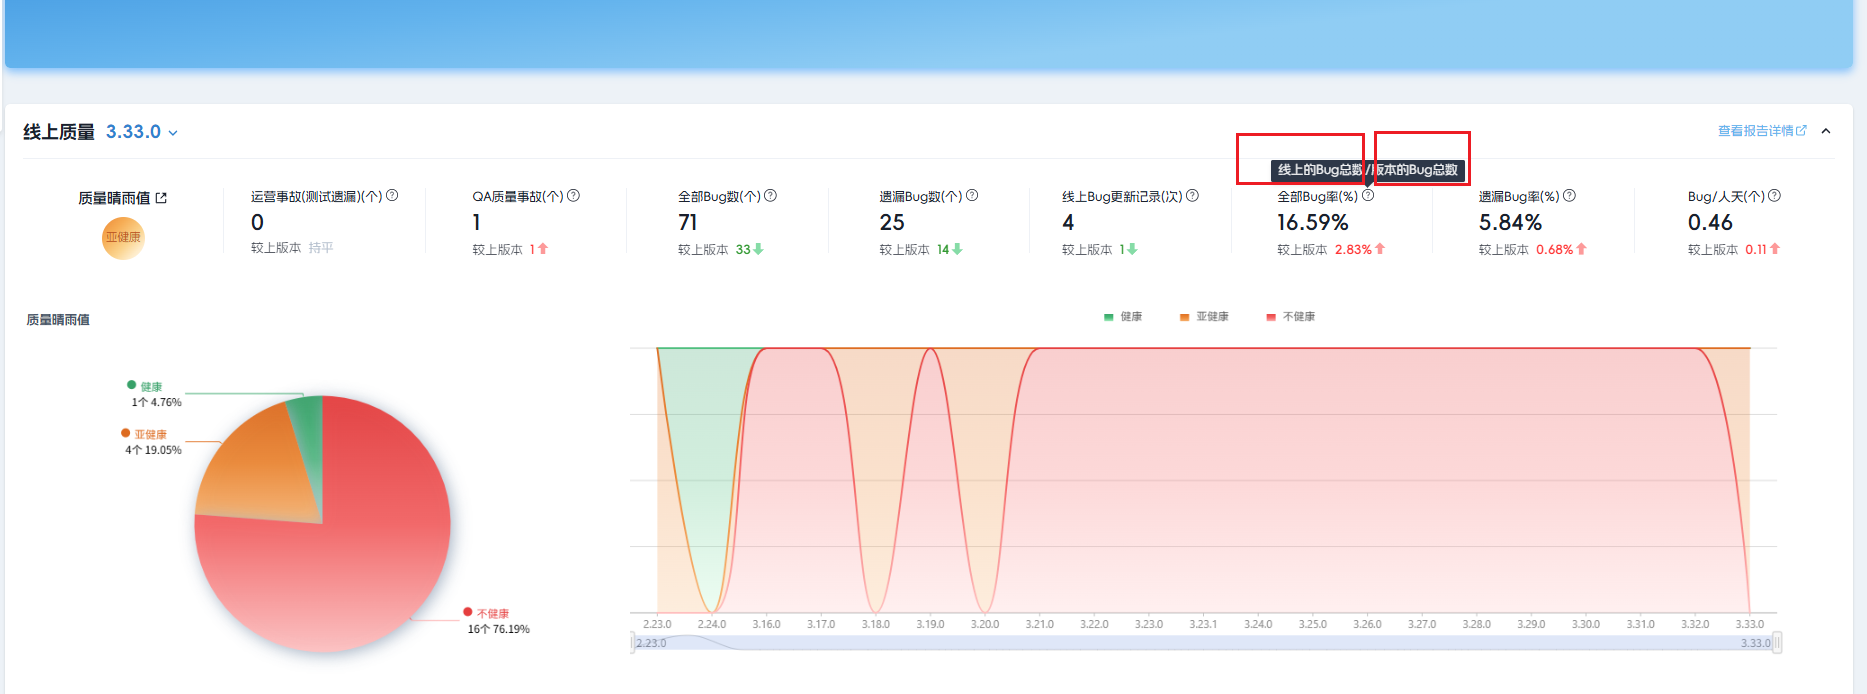 线上质量 3.33.0
查看报告详情
线上的Bug总数/版本的Bug总数
质量晴雨值
亚健康
运营事故(测试遗漏)(个)
0
较上版本 持平
QA质量事故(个)
1
较上版本 1
全部Bug数(个)
71
较上版本 33
遗漏Bug数(个)
25
较上版本 14
线上Bug更新记录(次)
4
较上版本 1
全部Bug率(%)
16.59%
较上版本 2.83%
遗漏Bug率(%)
5.84%
较上版本 0.68%
Bug/人天(个)
0.46
较上版本 0.11
质量晴雨值
健康
1个 4.76%
亚健康
4个 19.05%
不健康
16个 76.19%
健康 亚健康 不健康
2.23.0 2.24.0 3.16.0 3.17.0 3.18.0 3.19.0 3.20.0 3.21.0 3.22.0 3.23.0 3.23.1 3.24.0 3.25.0 3.26.0 3.27.0 3.28.0 3.29.0 3.30.0 3.31.0 3.32.0 3.33.0
2.23.0 3.33.0